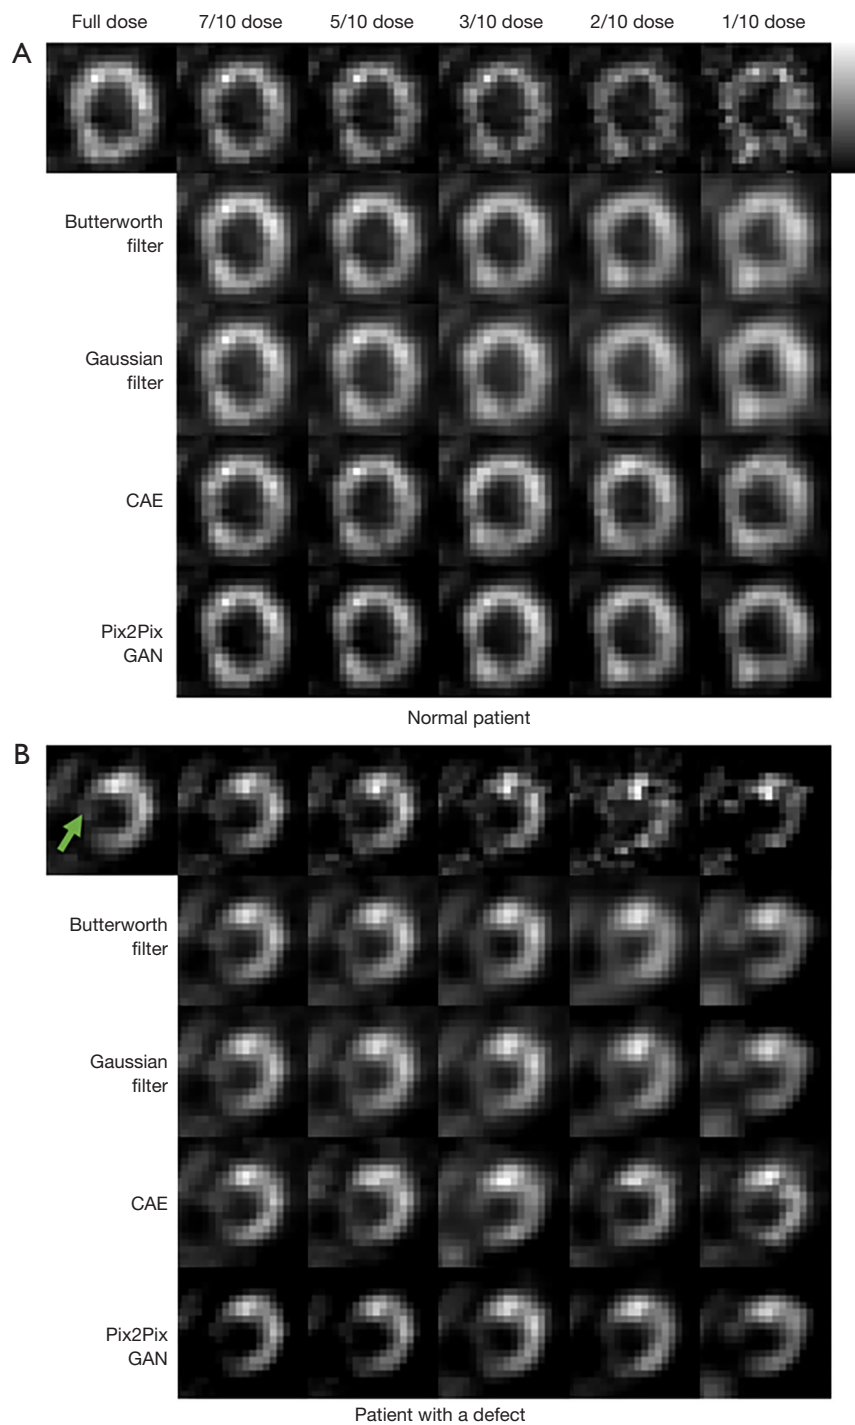 Full dose 7/10 dose 5/10 dose 3/10 dose 2/10 dose 1/10 dose
A
Butterworth
filter
Gaussian
filter
CAE
Pix2Pix
GAN
Normal patient
B
Butterworth
filter
Gaussian
filter
CAE
Pix2Pix
GAN
Patient with a defect